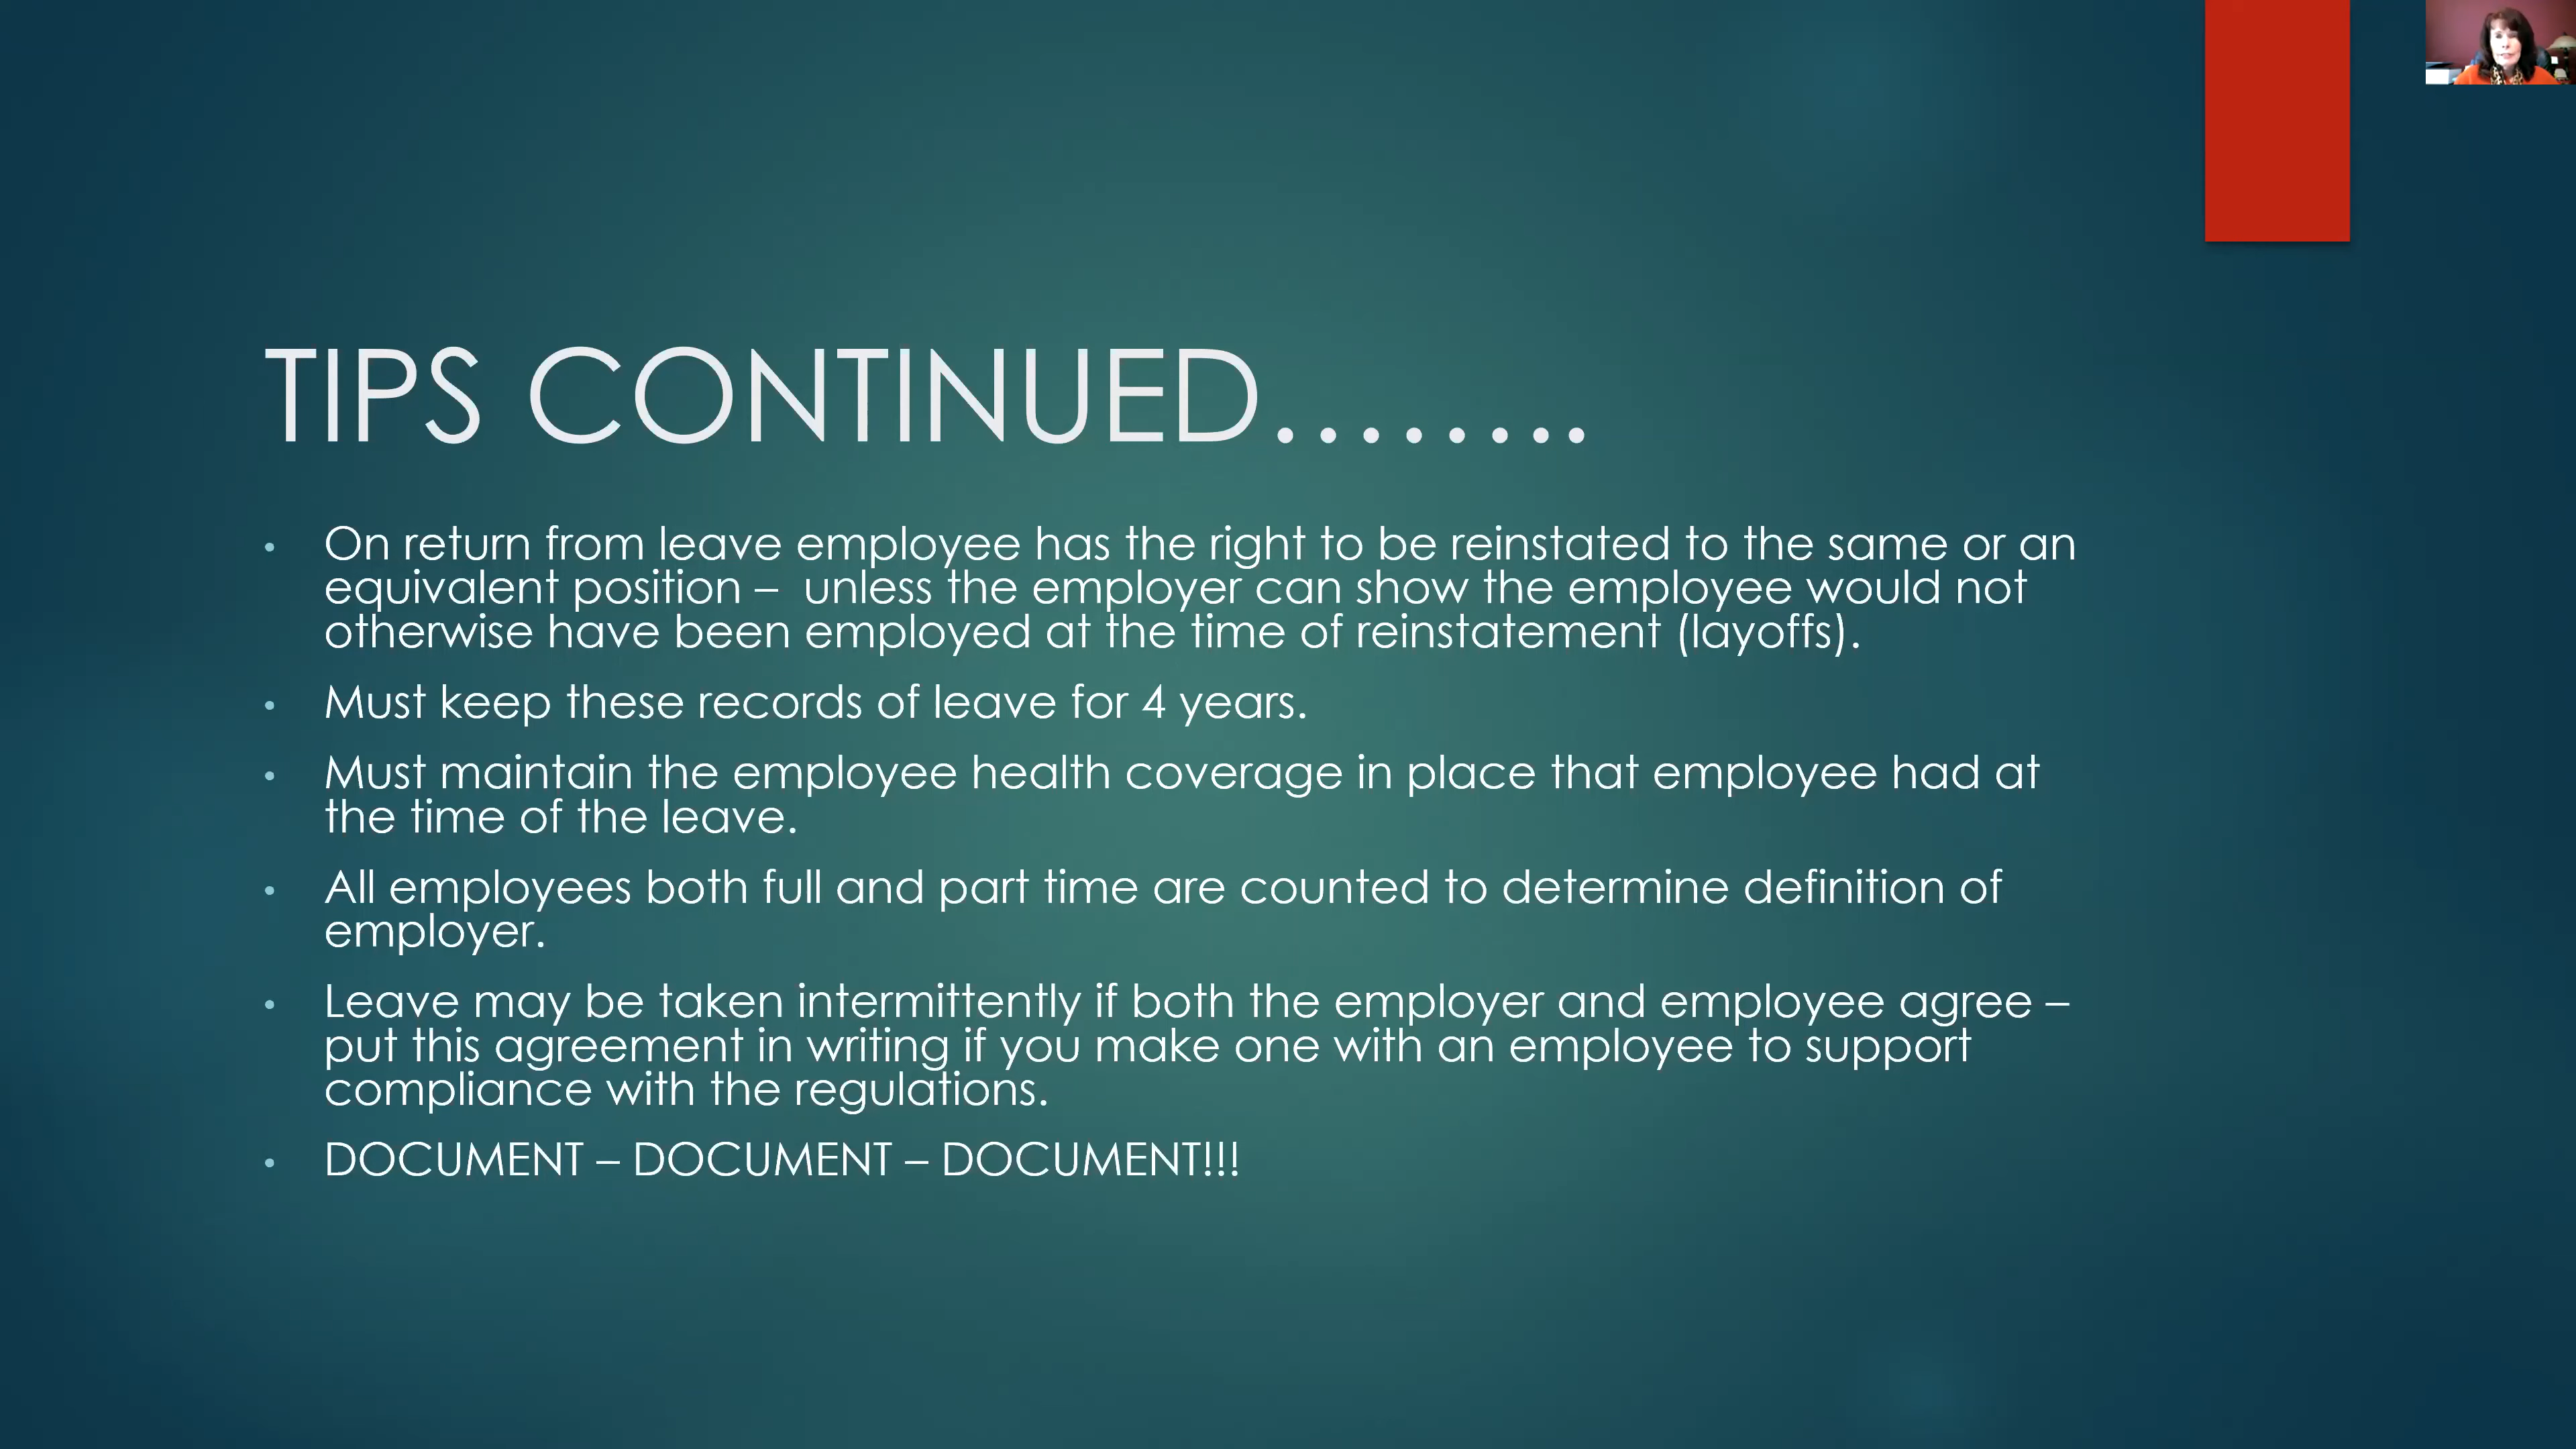 TIPS CONTINUED……..
• On return from leave employee has the right to be reinstated to the same or an
equivalent position –  unless the employer can show the employee would not
otherwise have been employed at the time of reinstatement (layoffs).
• Must keep these records of leave for 4 years.
• Must maintain the employee health coverage in place that employee had at
the time of the leave.
• All employees both full and part time are counted to determine definition of
employer.
• Leave may be taken intermittently if both the employer and employee agree –
put this agreement in writing if you make one with an employee to support
compliance with the regulations.
• DOCUMENT – DOCUMENT – DOCUMENT!!!